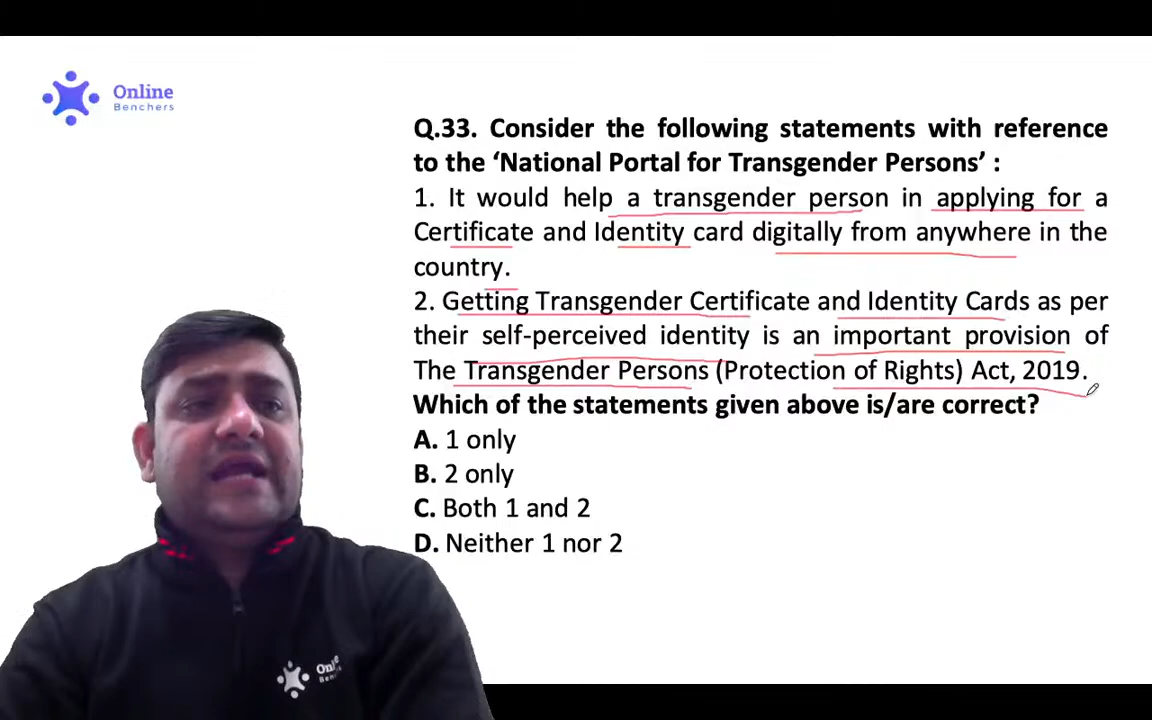 Online
Benchers
Q.33. Consider the following statements with reference
to the ‘National Portal for Transgender Persons’ :
1. It would help a transgender person in applying for a
Certificate and Identity card digitally from anywhere in the
country.
2. Getting Transgender Certificate and Identity Cards as per
their self-perceived identity is an important provision of
The Transgender Persons (Protection of Rights) Act, 2019.
Which of the statements given above is/are correct?
A. 1 only
B. 2 only
C. Both 1 and 2
D. Neither 1 nor 2